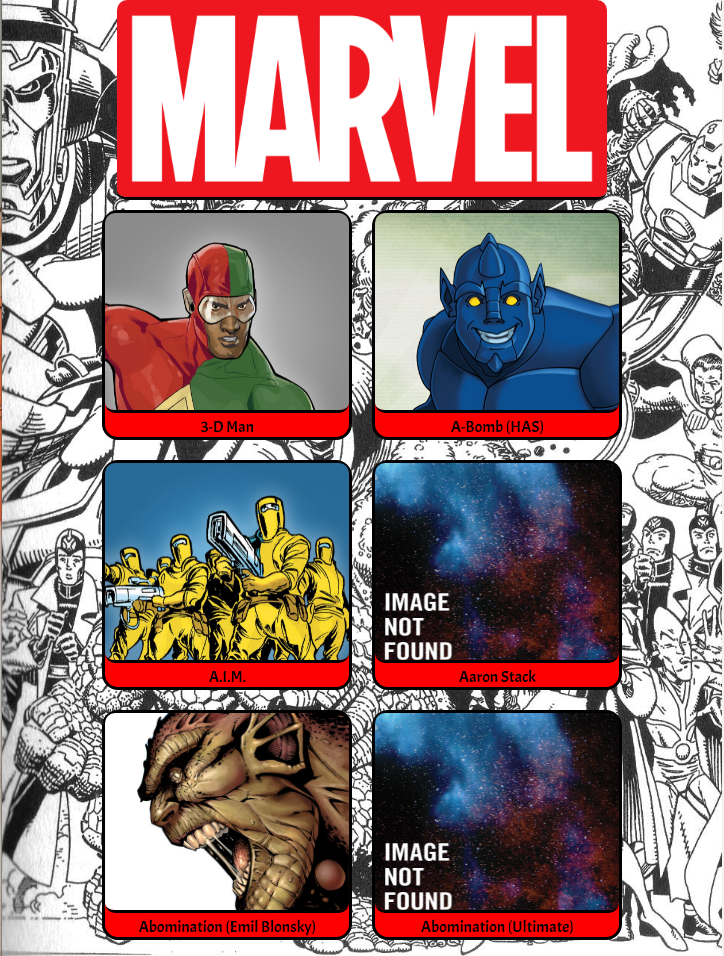 MARVEL
3-D Man
A-Bomb (HAS)
A.I.M.
IMAGE
NOT
FOUND
Aaron Stack
Abomination (Emil Blonsky)
IMAGE
NOT
FOUND
Abomination (Ultimate)